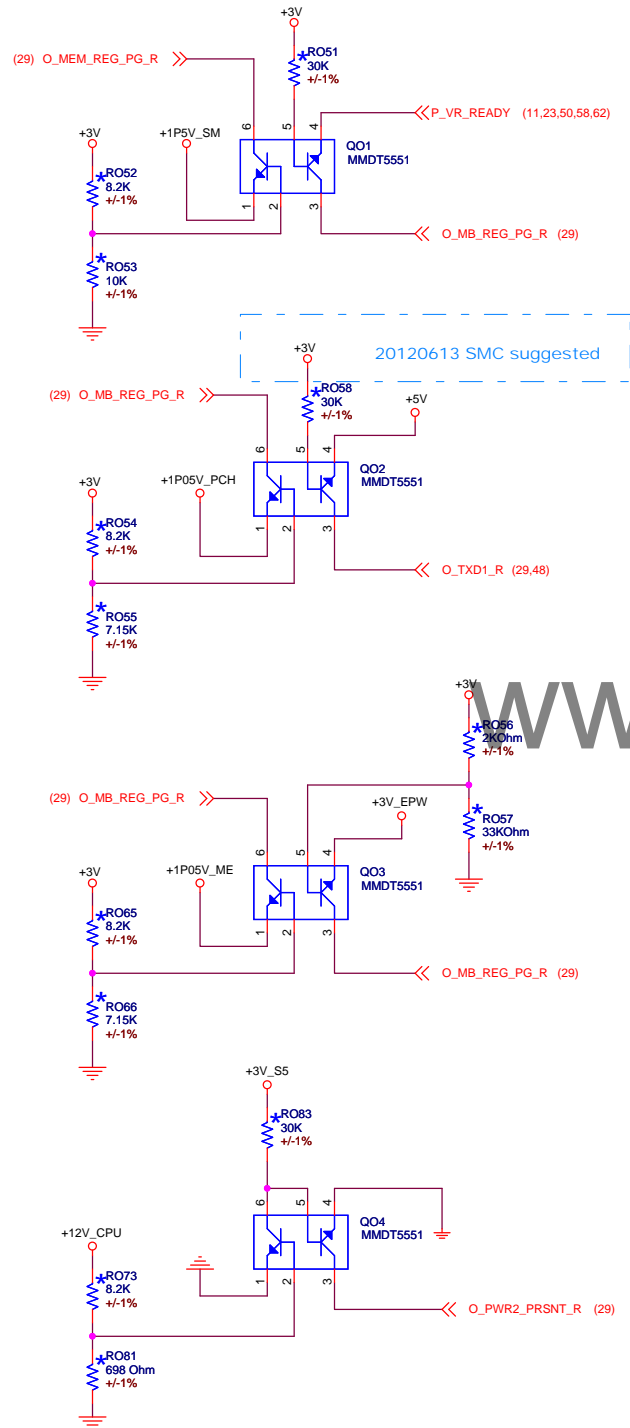 +3V
(29) O_MEM_REG_PG_R
*RO51
30K
+/-1%
P_VR_READY (11,23,50,58,62)
+3V
+1P5V_SM
6 5 4
QO1
MMDT5551
*RO52
8.2K
+/-1%
1 2 3
O_MB_REG_PG_R (29)
*RO53
10K
+/-1%
+3V
20120613 SMC suggested
(29) O_MB_REG_PG_R
*RO58
30K
+/-1%
+5V
+3V
+1P05V_PCH
6 5 4
QO2
MMDT5551
*RO54
8.2K
+/-1%
1 2 3
O_TXD1_R (29,48)
*RO55
7.15K
+/-1%
+3V
ww
*RO56
2KOhm
+/-1%
(29) O_MB_REG_PG_R
+3V_EPW
*RO57
33KOhm
+/-1%
+3V
+1P05V_ME
6 5 4
QO3
MMDT5551
*RO65
8.2K
+/-1%
1 2 3
O_MB_REG_PG_R (29)
*RO66
7.15K
+/-1%
+3V_S5
*RO83
30K
+/-1%
6 5 4
QO4
MMDT5551
+12V_CPU
*RO73
8.2K
+/-1%
1 2 3
O_PWR2_PRSNT_R (29)
*RO81
698 Ohm
+/-1%